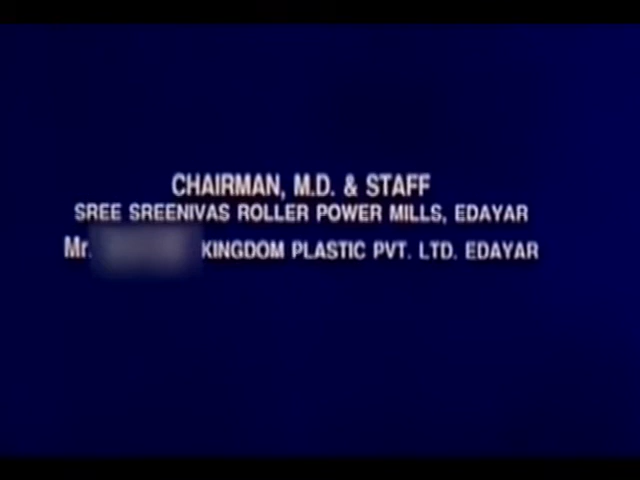 CHAIRMAN, M.D. & STAFF
SREE SREENIVAS ROLLER POWER MILLS, EDAYAR
Mr. KINGDOM PLASTIC PVT. LTD. EDAYAR